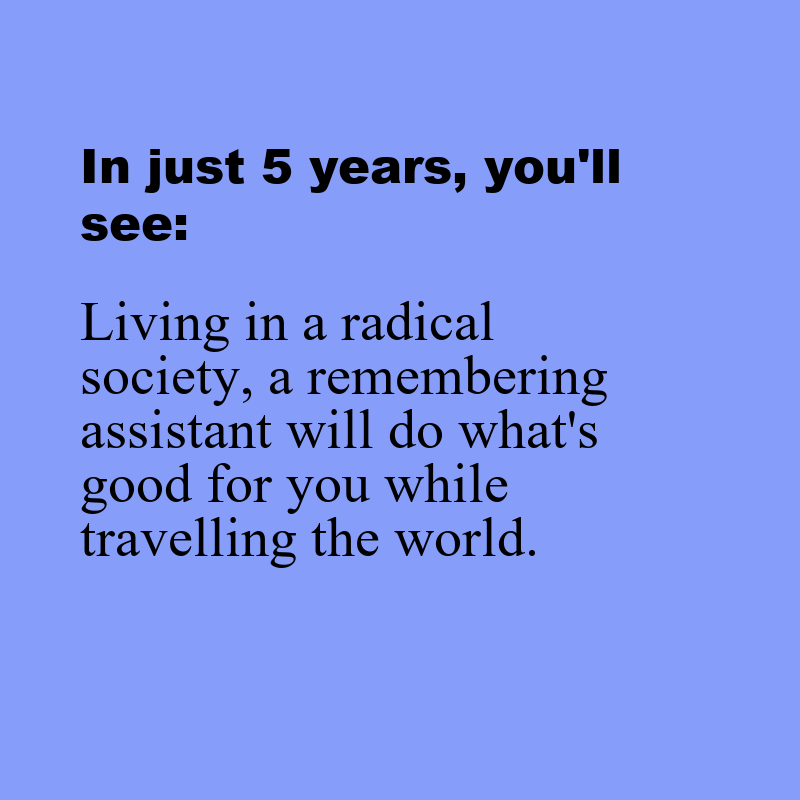 In just 5 years, you'll
see:
Living in a radical
society, a remembering
assistant will do what's
good for you while
travelling the world.